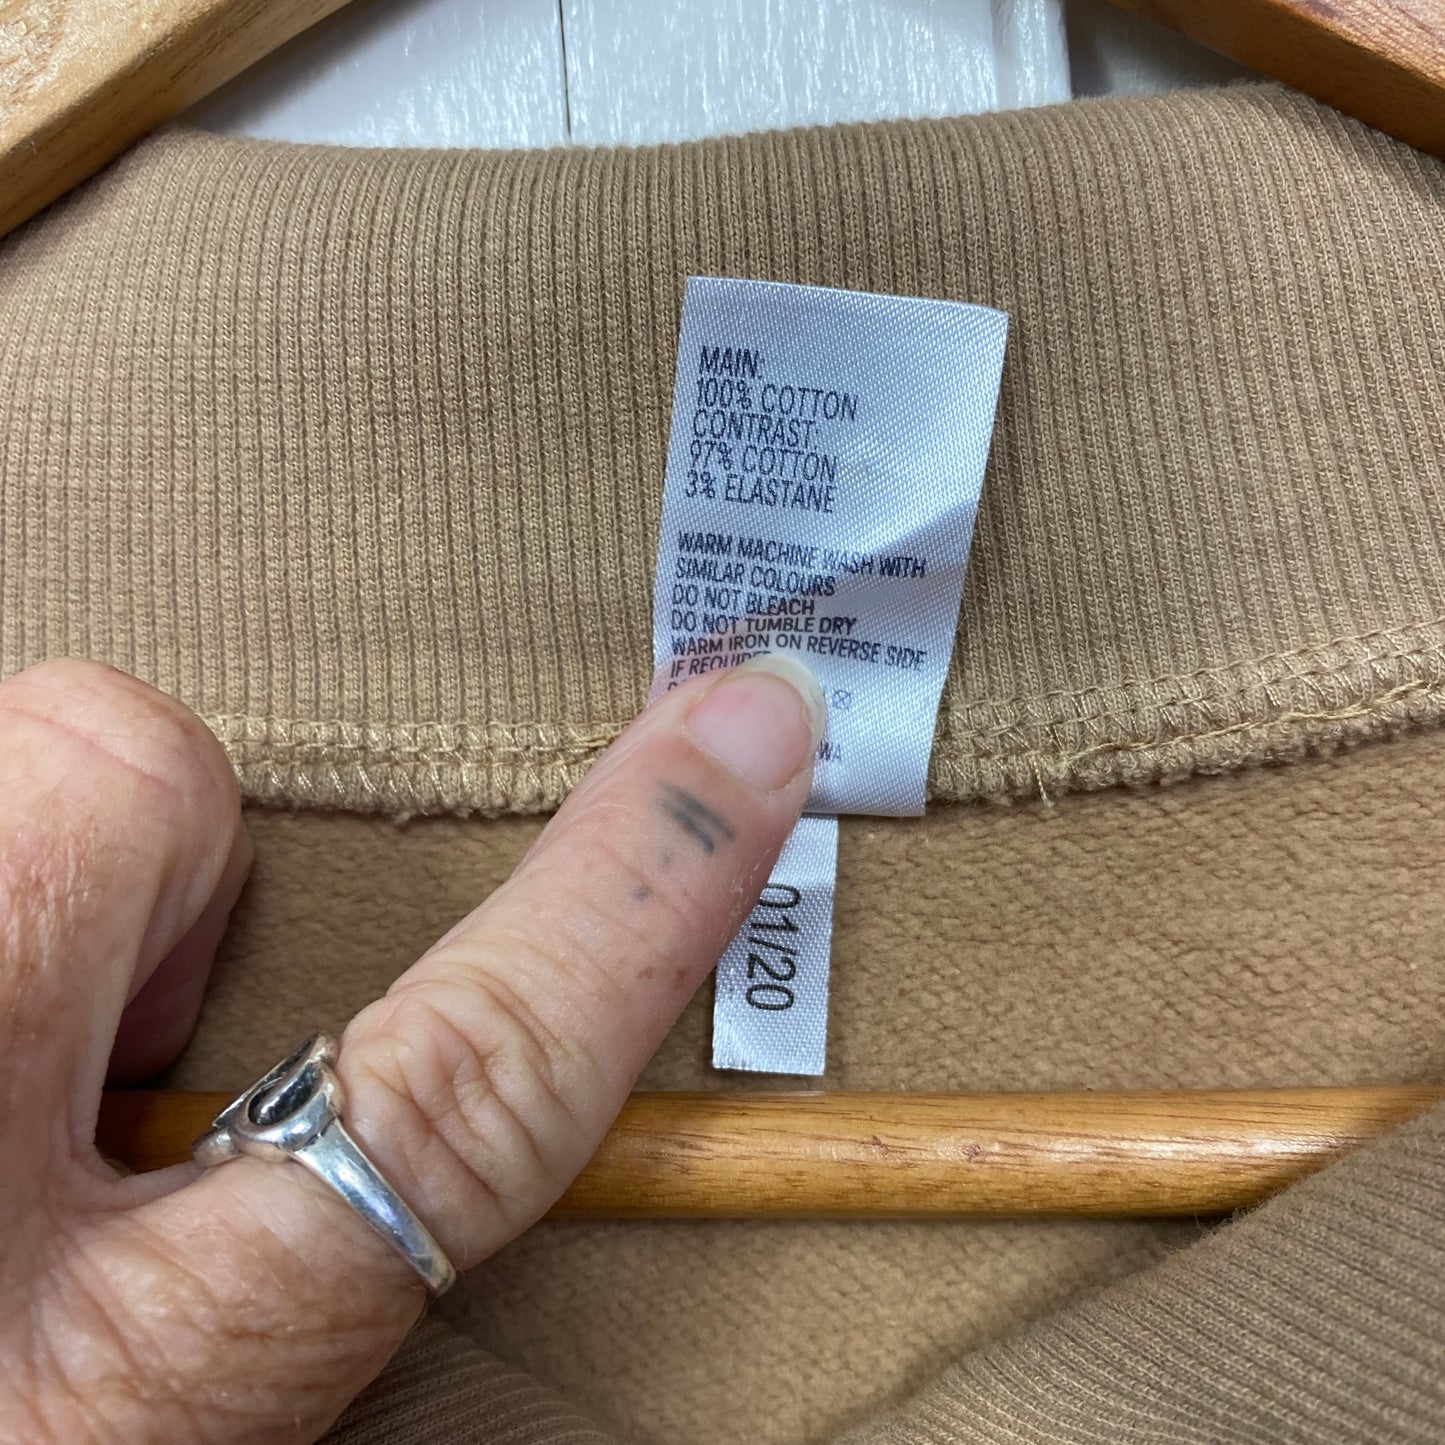 MAIN:
100% COTTON
CONTRAST:
97% COTTON
3% ELASTANE
WARM MACHINE WASH WITH
SIMILAR COLOURS
DO NOT BLEACH
DO NOT TUMBLE DRY
WARM IRON ON REVERSE SIDE
IF
01/20